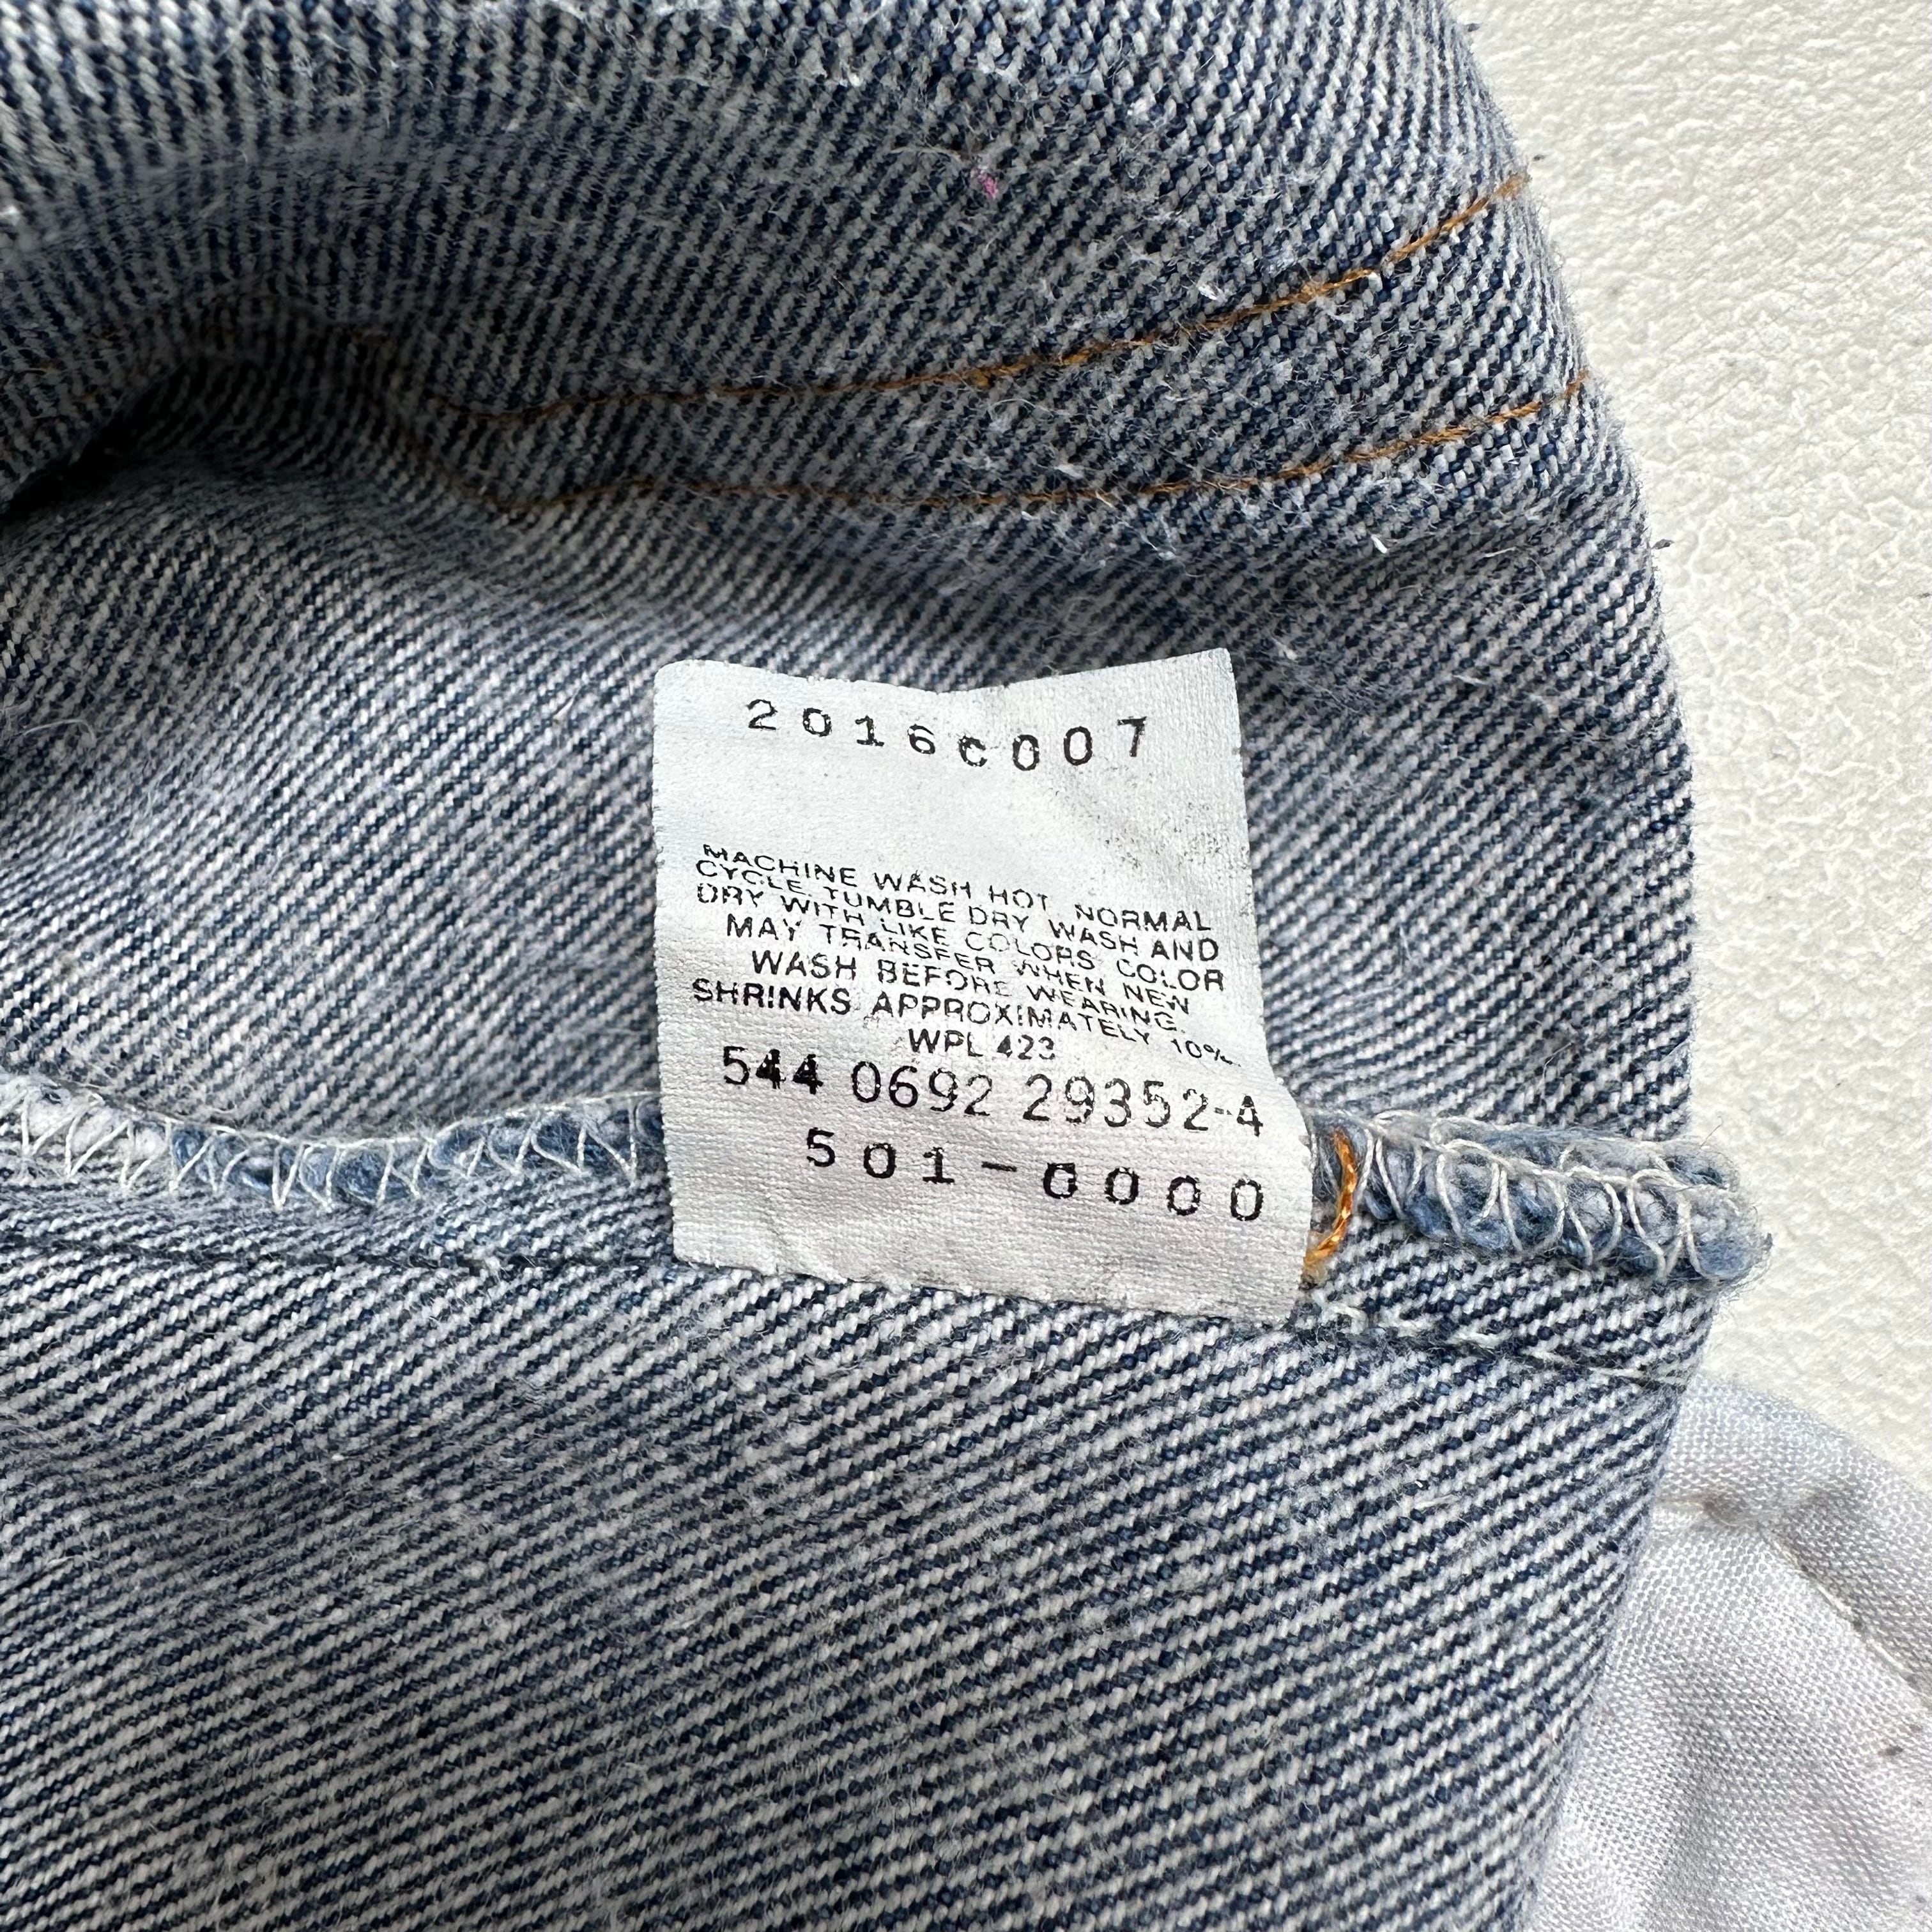 2016c007
MACHINE WASH HOT NORMAL
CYCLE. TUMBLE DRY WASH AND
DRY WITH LIKE COLORS COLOR
MAY TRANSFER WHEN NEW
WASH BEFORE WEARING.
SHRINKS APPROXIMATELY 10%
WPL 423
544 0692 29352-4
501-0000